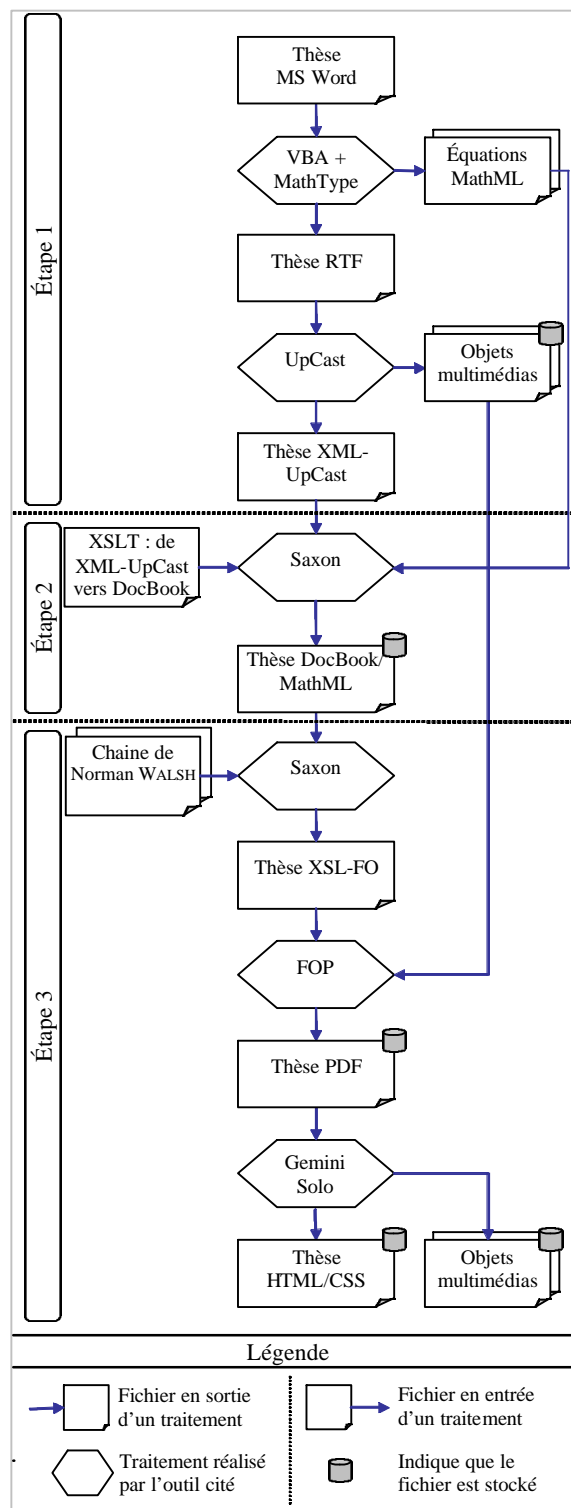 Étape 1
Thèse
MS Word
VBA +
MathType
Équations
MathML
Thèse RTF
UpCast
Objets
multimédias
Thèse XML-
UpCast
Étape 2
XSLT : de
XML-UpCast
vers DocBook
Saxon
Thèse DocBook/
MathML
Étape 3
Chaine de
Norman WALSH
Saxon
Thèse XSL-FO
FOP
Thèse PDF
Gemini
Solo
Thèse
HTML/CSS
Objets
multimédias
Légende
Fichier en sortie
d'un traitement
Fichier en entrée
d'un traitement
Traitement réalisé
par l'outil cité
Indique que le
fichier est stocké